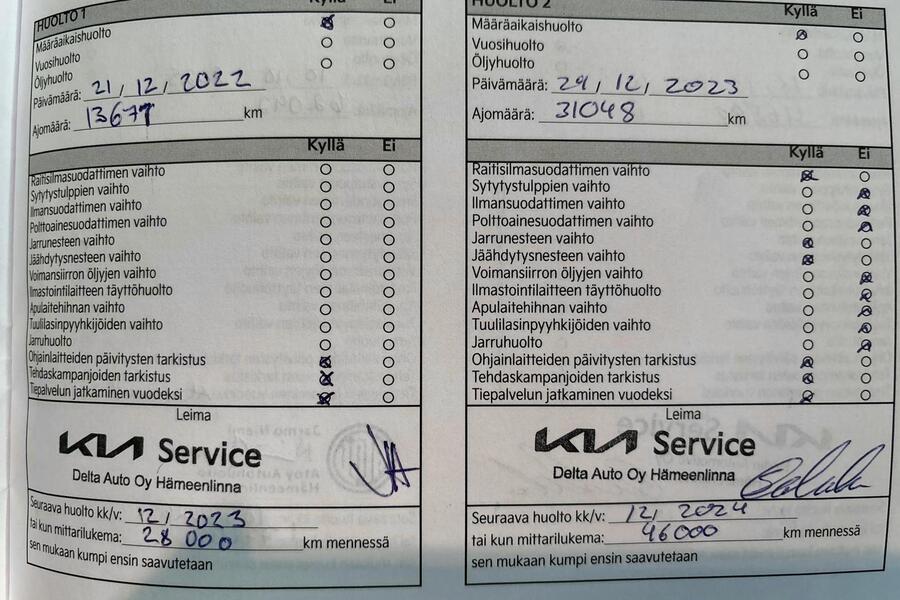 HUOLTO 1 Kyllä Ei
Määräaikaishuolto
Vuosihuolto
Öljyhuolto
Päivämäärä: 21 / 12 / 2022
Ajomäärä: 13677 km
Kyllä Ei
Raitisilmasuodattimen vaihto
Sytytystulppien vaihto
Ilmansuodattimen vaihto
Polttoainesuodattimen vaihto
Jarrunesteen vaihto
Jäähdytysnesteen vaihto
Voimansiirron öljyjen vaihto
Ilmastointilaitteen täyttöhuolto
Apulaitehihnan vaihto
Tuulilasinpyyhkijöiden vaihto
Jarruhuolto
Ohjainlaitteiden päivitysten tarkistus
Tehdaskampanjoiden tarkistus
Tiepalvelun jatkaminen vuodeksi
Leima
KIA Service
Delta Auto Oy Hämeenlinna
Seuraava huolto kk/v: 12 / 2023
tai kun mittarilukema: 28 000 km mennessä
sen mukaan kumpi ensin saavutetaan
HUOLTO 2 Kyllä Ei
Määräaikaishuolto
Vuosihuolto
Öljyhuolto
Päivämäärä: 29 / 12 / 2023
Ajomäärä: 31048 km
Kyllä Ei
Raitisilmasuodattimen vaihto
Sytytystulppien vaihto
Ilmansuodattimen vaihto
Polttoainesuodattimen vaihto
Jarrunesteen vaihto
Jäähdytysnesteen vaihto
Voimansiirron öljyjen vaihto
Ilmastointilaitteen täyttöhuolto
Apulaitehihnan vaihto
Tuulilasinpyyhkijöiden vaihto
Jarruhuolto
Ohjainlaitteiden päivitysten tarkistus
Tehdaskampanjoiden tarkistus
Tiepalvelun jatkaminen vuodeksi
Leima
KIA Service
Delta Auto Oy Hämeenlinna
Seuraava huolto kk/v: 12 / 2024
tai kun mittarilukema: 46000 km mennessä
sen mukaan kumpi ensin saavutetaan